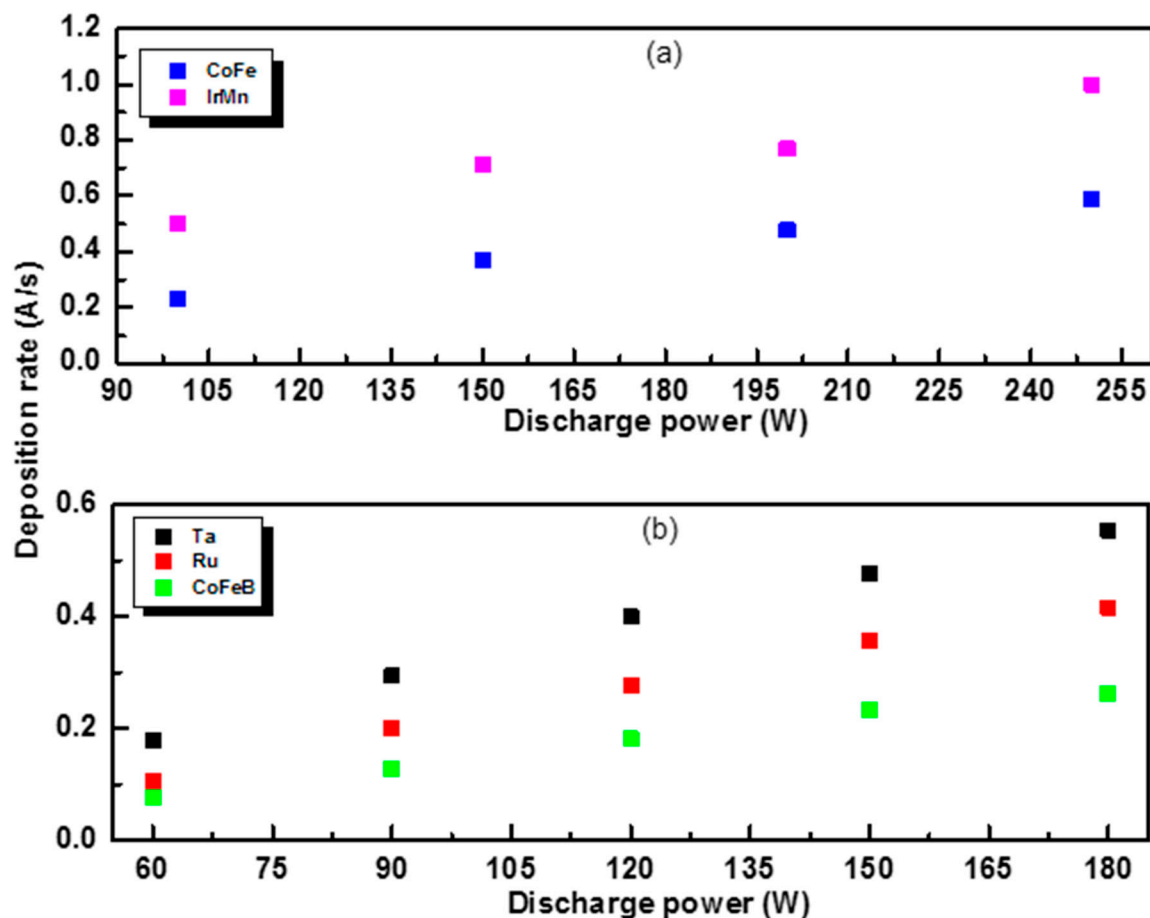 Deposition rate (A/s)
(a)
CoFe
IrMn
1.2
1.0
0.8
0.6
0.4
0.2
0.0
90 105 120 135 150 165 180 195 210 225 240 255
Discharge power (W)
(b)
Ta
Ru
CoFeB
0.6
0.4
0.2
0.0
60 75 90 105 120 135 150 165 180
Discharge power (W)